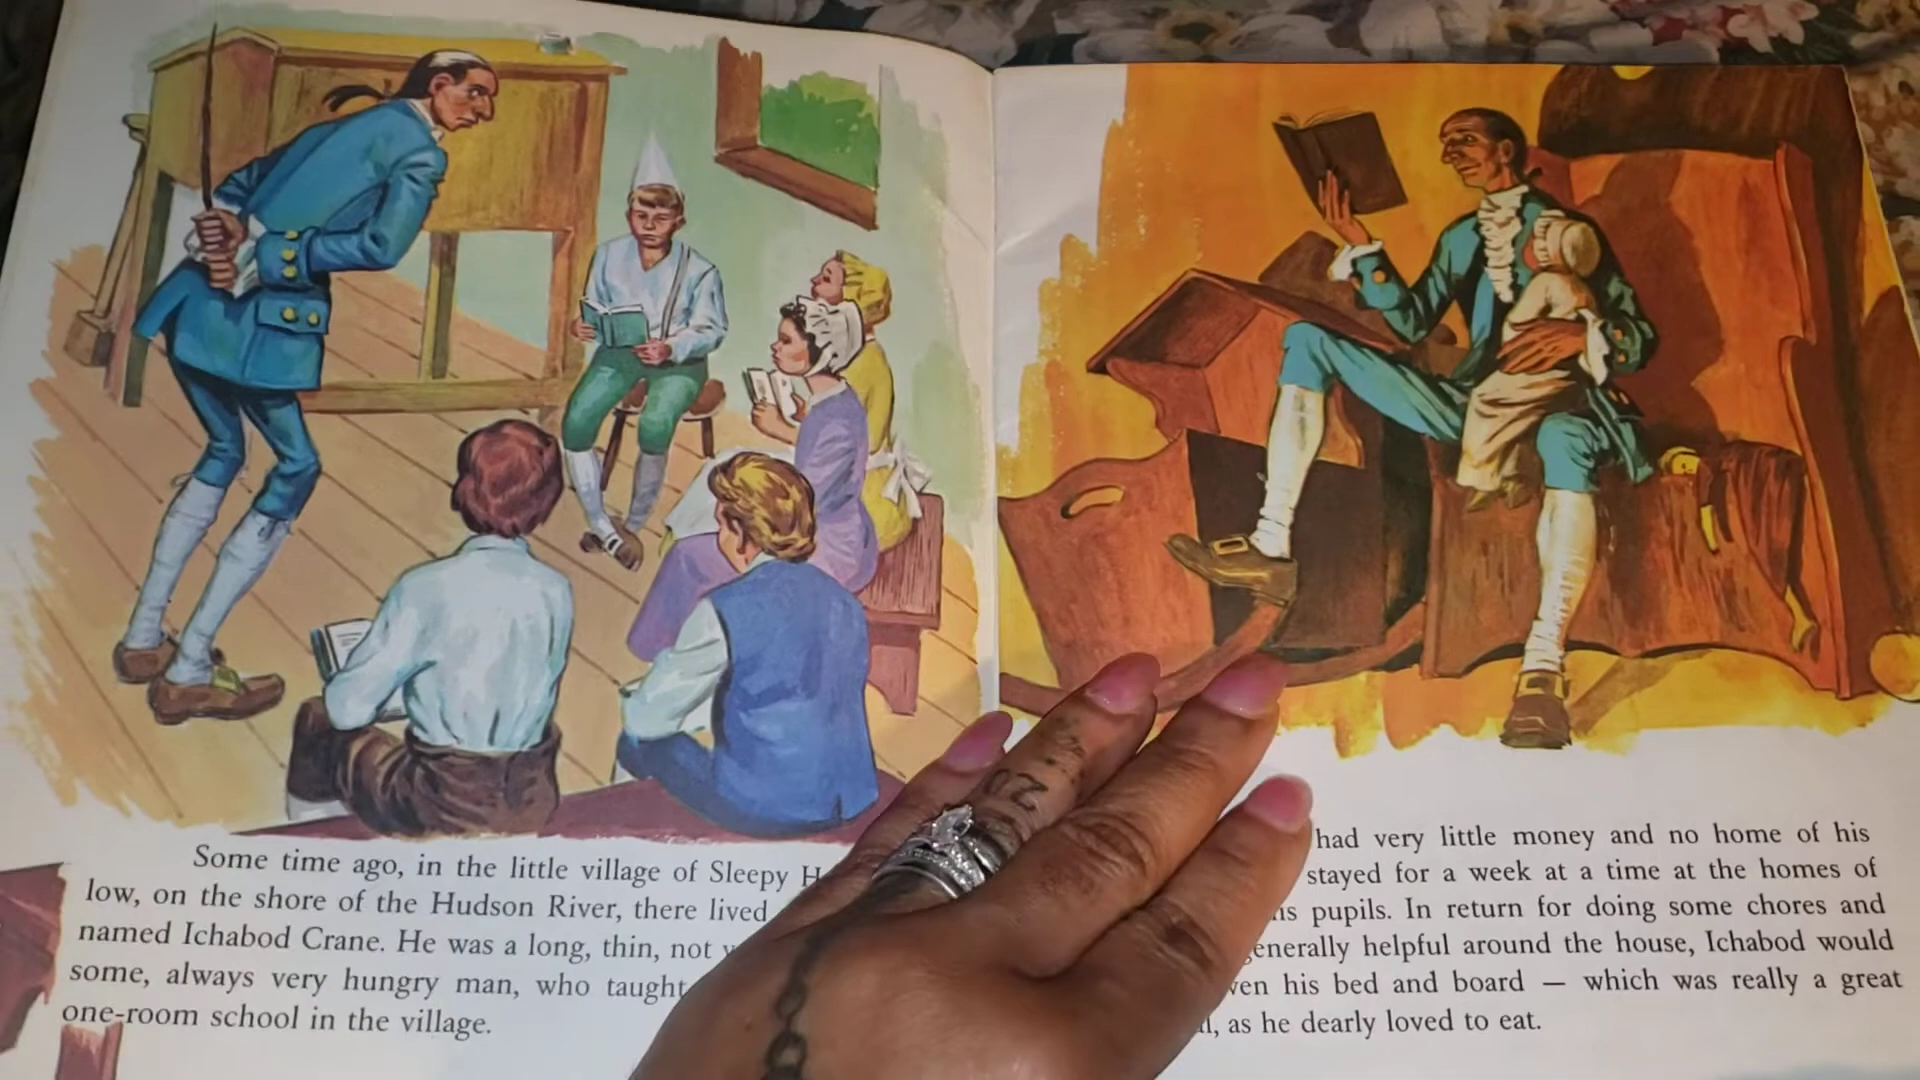 Some time ago, in the little village of Sleepy H
low, on the shore of the Hudson River, there lived
named Ichabod Crane. He was a long, thin, not
some, always very hungry man, who taught
one-room school in the village.
had very little money and no home of his
stayed for a week at a time at the homes of
pupils. In return for doing some chores and
generally helpful around the house, Ichabod would
his bed and board — which was really a great
as he dearly loved to eat.